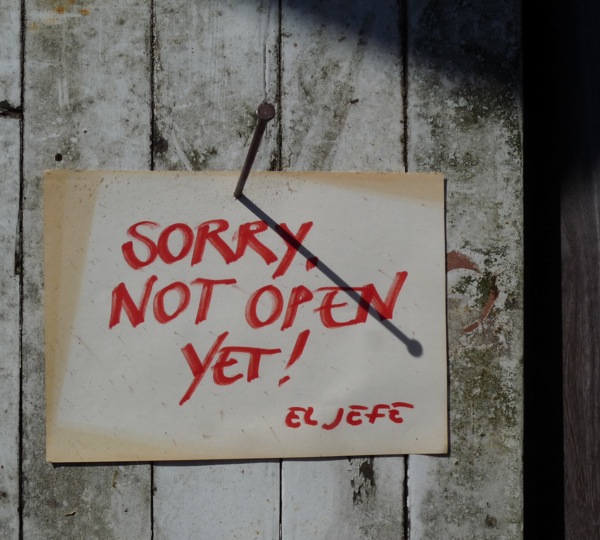 SORRY,
NOT OPEN
YET!
EL JEFE